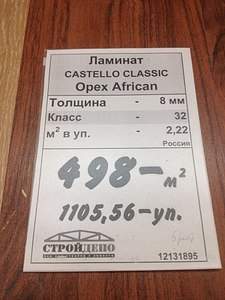 Ламинат
CASTELLO CLASSIC
Орех African
Толщина - 8 мм
Класс - 32
м² в уп. - 2,22
Россия
498-м²
1105,56-уп.
СТРОЙДЕПО
12131895